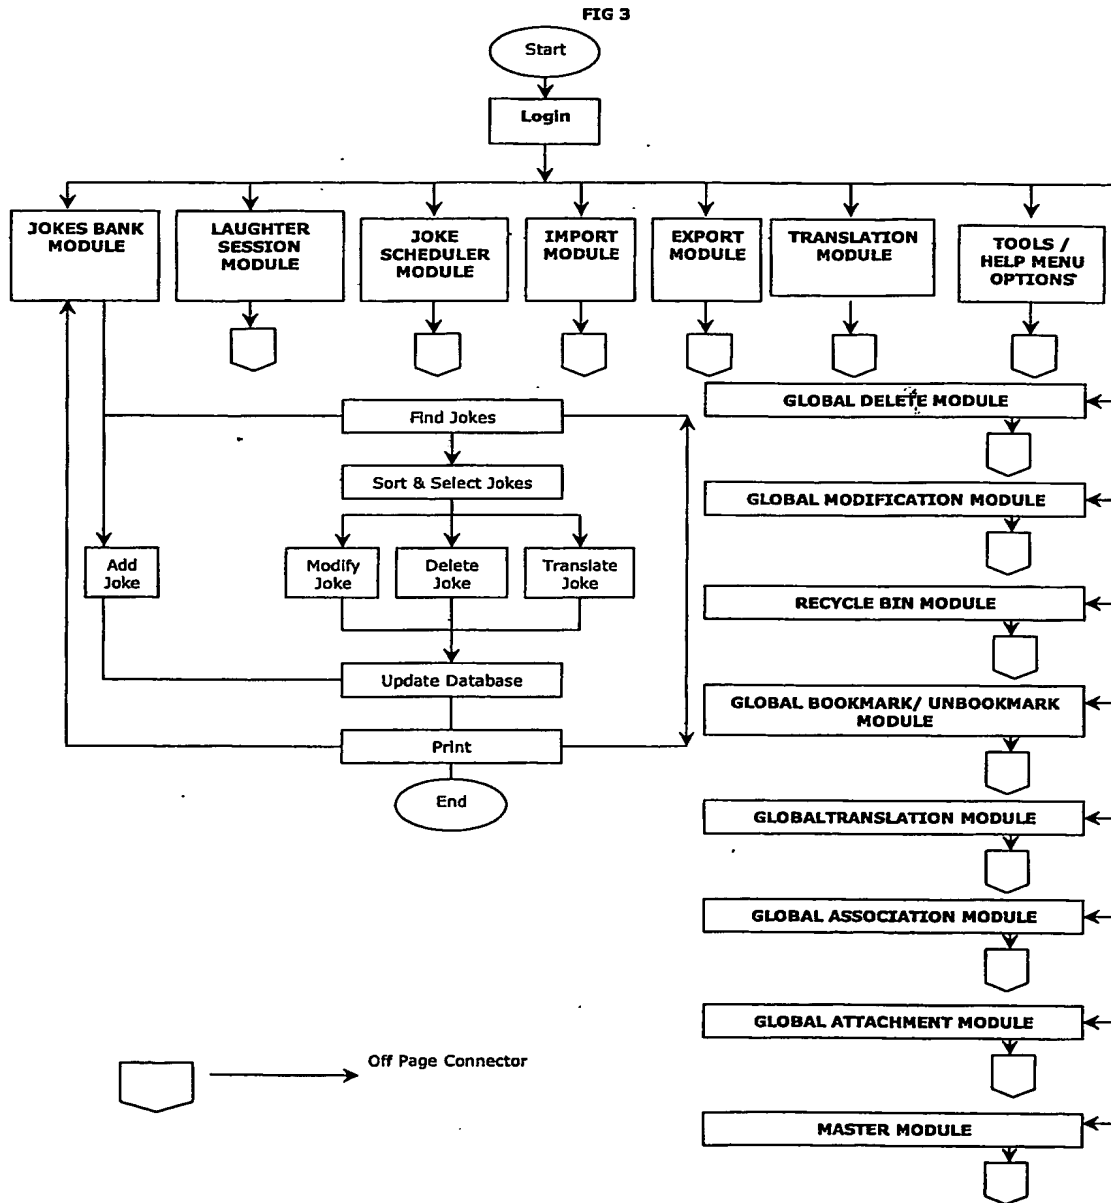 FIG 3
Start
Login
JOKES BANK
MODULE
LAUGHTER
SESSION
MODULE
JOKE
SCHEDULER
MODULE
IMPORT
MODULE
EXPORT
MODULE
TRANSLATION
MODULE
TOOLS /
HELP MENU
OPTIONS
Find Jokes
Sort & Select Jokes
Add
Joke
Modify
Joke
Delete
Joke
Translate
Joke
Update Database
Print
End
GLOBAL DELETE MODULE
GLOBAL MODIFICATION MODULE
RECYCLE BIN MODULE
GLOBAL BOOKMARK/ UNBOOKMARK
MODULE
GLOBALTRANSLATION MODULE
GLOBAL ASSOCIATION MODULE
GLOBAL ATTACHMENT MODULE
MASTER MODULE
Off Page Connector